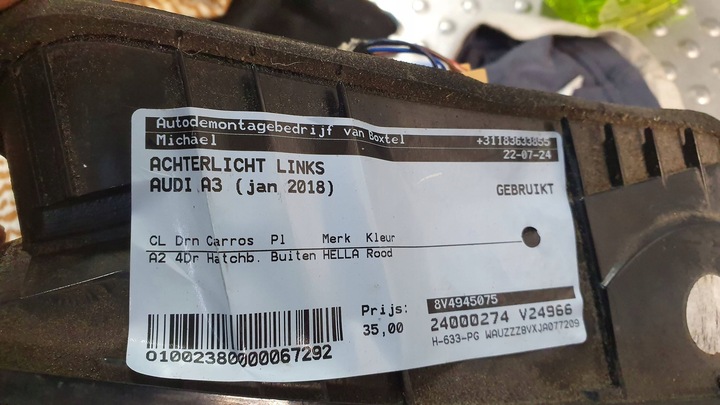 Autodemontagebedrijf van Boxtel
Michael +31183633855
22-07-24
ACHTERLICHT LINKS
AUDI A3 (jan 2018) GEBRUIKT
CL Drn Carros Pl Merk Kleur
A2 4Dr Hatchb. Buiten HELLA Rood
8V4945075
Prijs: 24000274 V24966
35,00 H-633-PG WAUZZZ8VXJA077209
0100238000067292